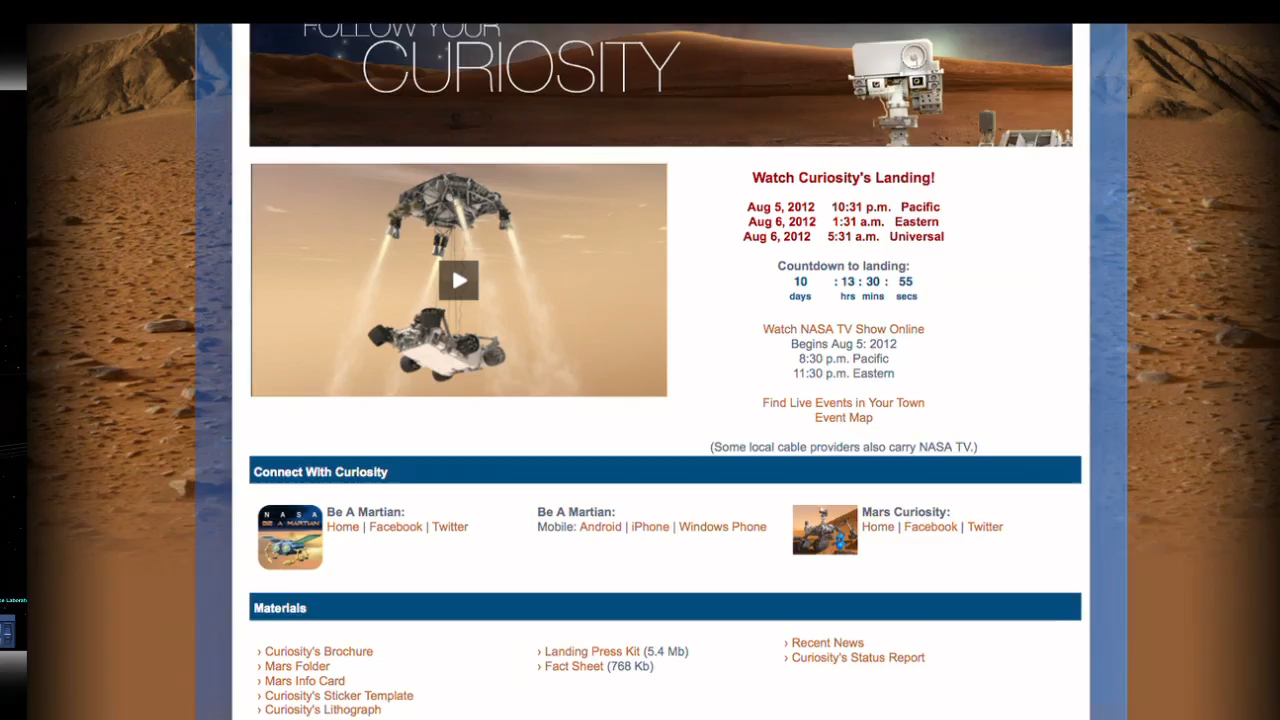 FOLLOW YOUR
CURIOSITY
Watch Curiosity's Landing!
Aug 5, 2012 10:31 p.m. Pacific
Aug 6, 2012 1:31 a.m. Eastern
Aug 6, 2012 5:31 a.m. Universal
Countdown to landing:
10 : 13 : 30 : 55
days hrs mins secs
Watch NASA TV Show Online
Begins Aug 5: 2012
8:30 p.m. Pacific
11:30 p.m. Eastern
Find Live Events in Your Town
Event Map
(Some local cable providers also carry NASA TV.)
Connect With Curiosity
NASA
BE A MARTIAN
Be A Martian:
Home | Facebook | Twitter
Be A Martian:
Mobile: Android | iPhone | Windows Phone
Mars Curiosity:
Home | Facebook | Twitter
Materials
› Curiosity's Brochure
› Mars Folder
› Mars Info Card
› Curiosity's Sticker Template
› Curiosity's Lithograph
› Landing Press Kit (5.4 Mb)
› Fact Sheet (768 Kb)
› Recent News
› Curiosity's Status Report